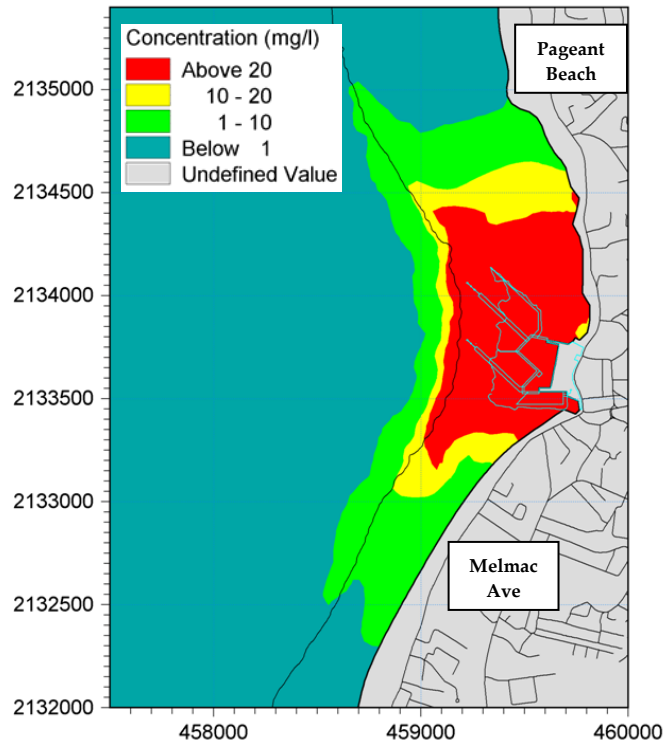 Concentration (mg/l)
Above 20
10 - 20
1 - 10
Below 1
Undefined Value
Pageant
Beach
Melmac
Ave
2135000
2134500
2134000
2133500
2133000
2132500
2132000
458000
459000
460000